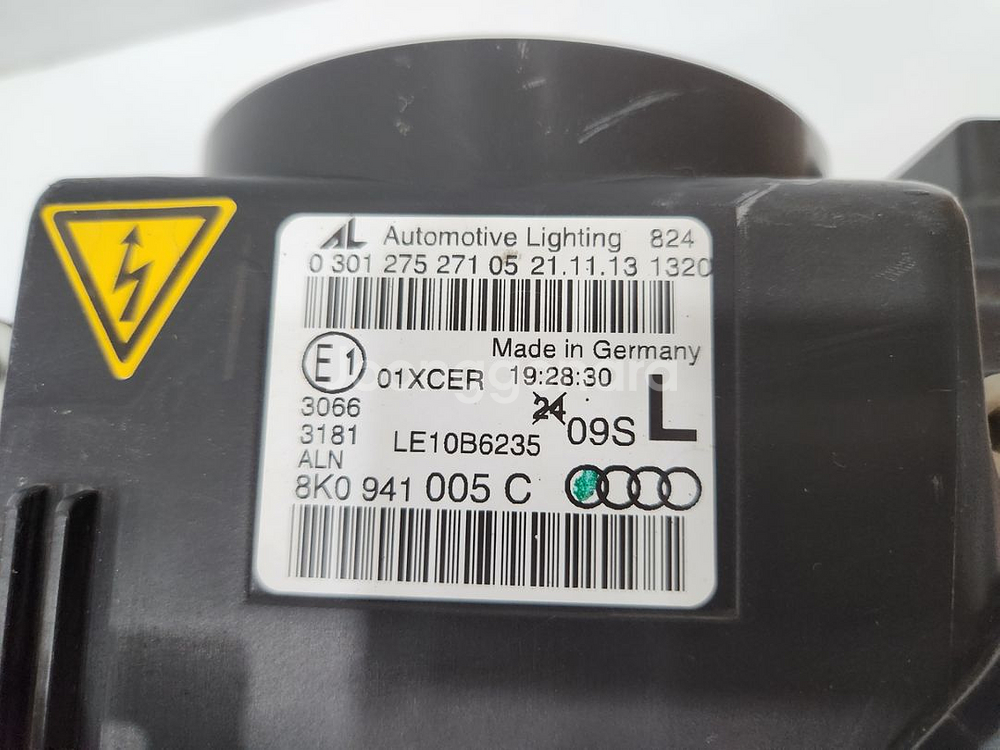 AL Automotive Lighting 824
0 301 275 271 05 21.11.13 1320
Made in Germany
E1 01XCER 19:28:30
24 09S L
3066
3181 LE10B6235
ALN
8K0 941 005 C